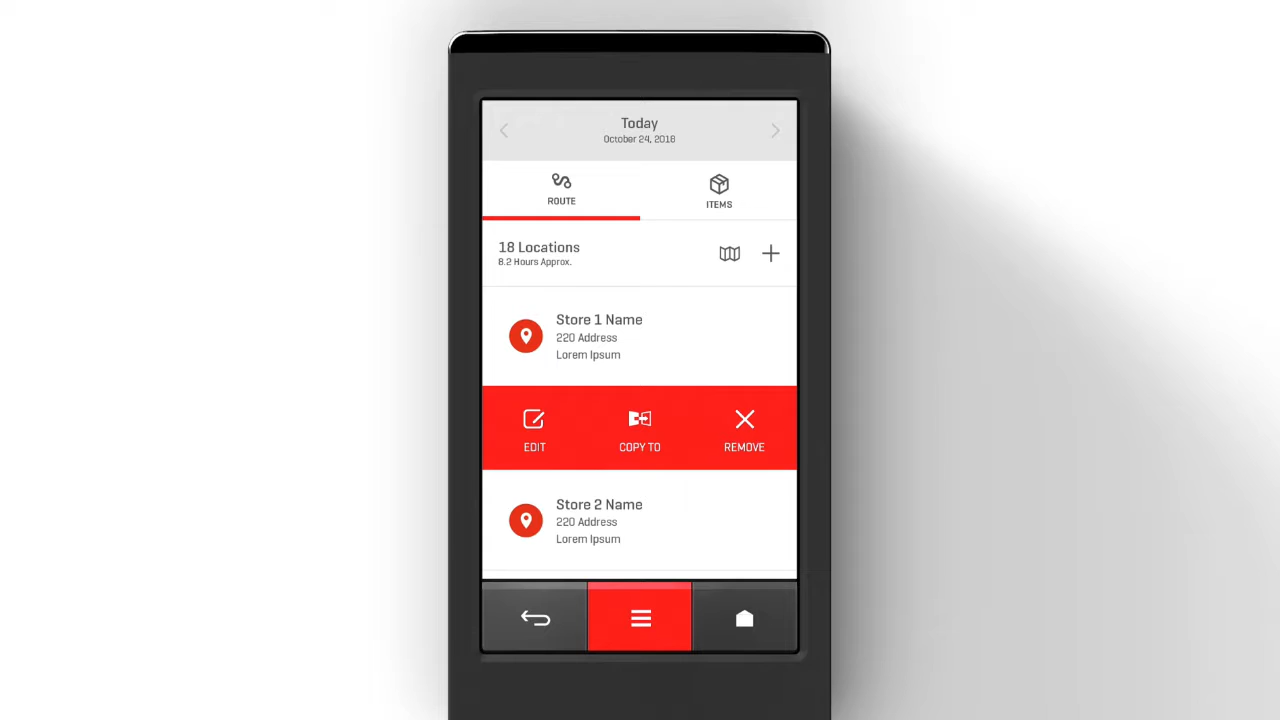 Today
October 24, 2018
ROUTE
ITEMS
18 Locations
8.2 Hours Approx.
Store 1 Name
220 Address
Lorem Ipsum
EDIT
COPY TO
REMOVE
Store 2 Name
220 Address
Lorem Ipsum